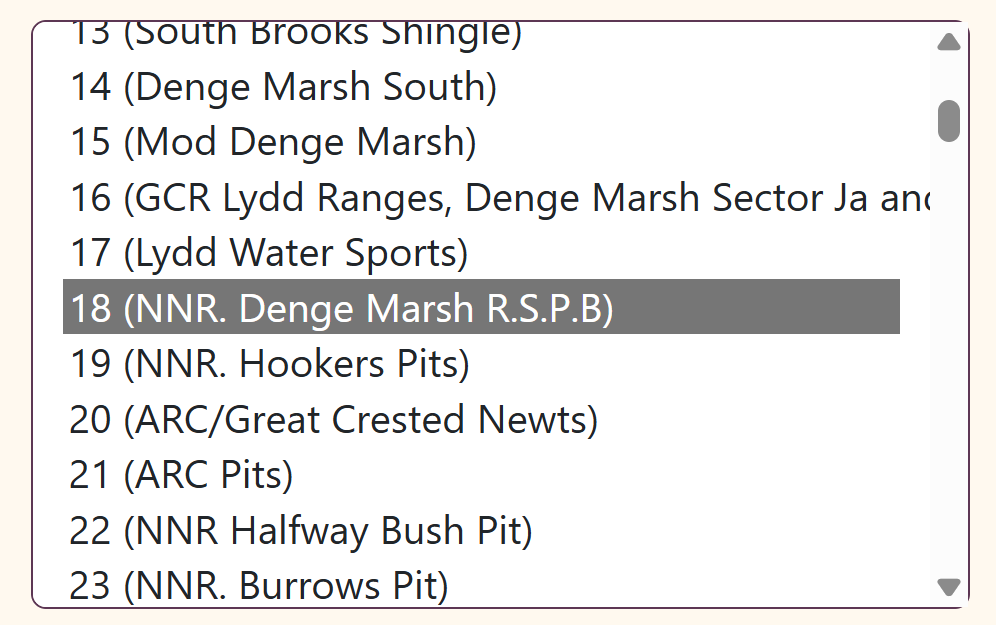 13 (South Brooks Shingle)
14 (Denge Marsh South)
15 (Mod Denge Marsh)
16 (GCR Lydd Ranges, Denge Marsh Sector Ja and
17 (Lydd Water Sports)
18 (NNR. Denge Marsh R.S.P.B)
19 (NNR. Hookers Pits)
20 (ARC/Great Crested Newts)
21 (ARC Pits)
22 (NNR Halfway Bush Pit)
23 (NNR. Burrows Pit)